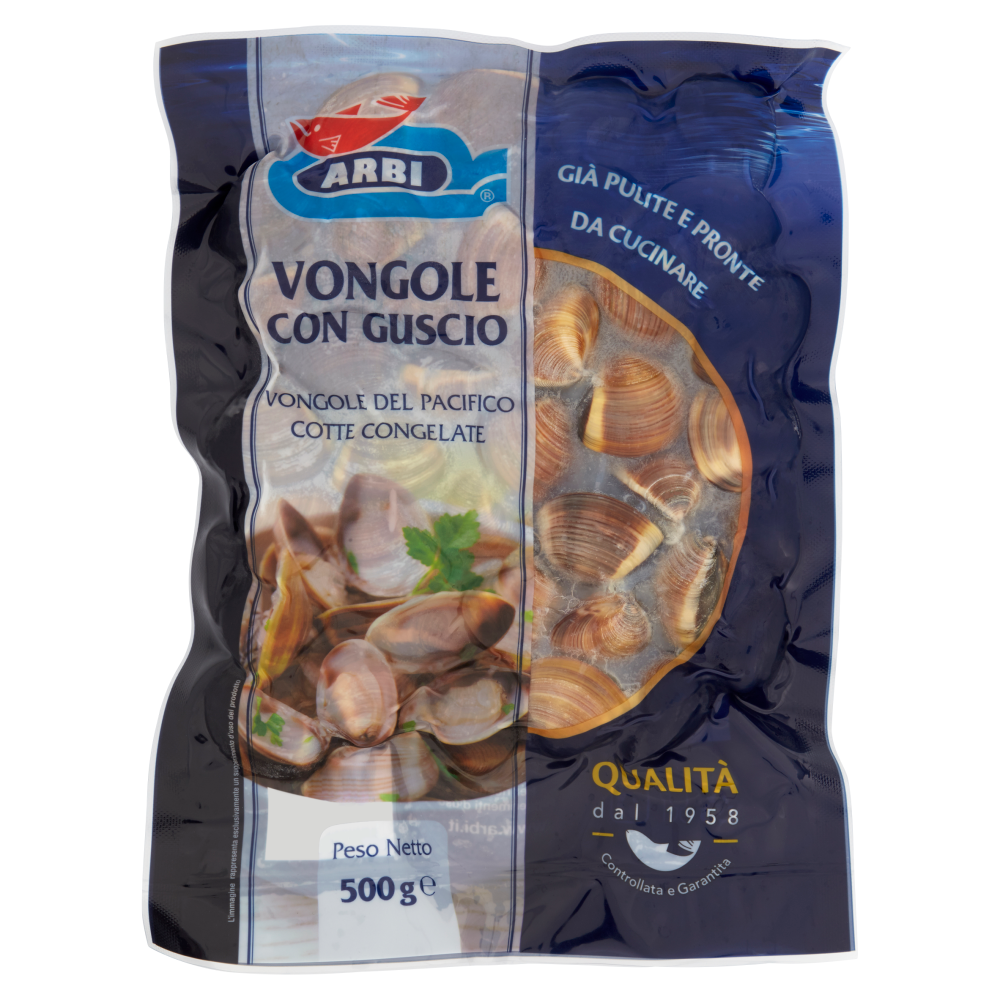 ARBI
®
VONGOLE
CON GUSCIO
VONGOLE DEL PACIFICO
COTTE CONGELATE
GIÀ PULITE E PRONTE
DA CUCINARE
QUALITÀ
dal 1958
Controllata e Garantita
Peso Netto
500 g ℮
L'immagine rappresenta esclusivamente un suggerimento d'uso del prodotto